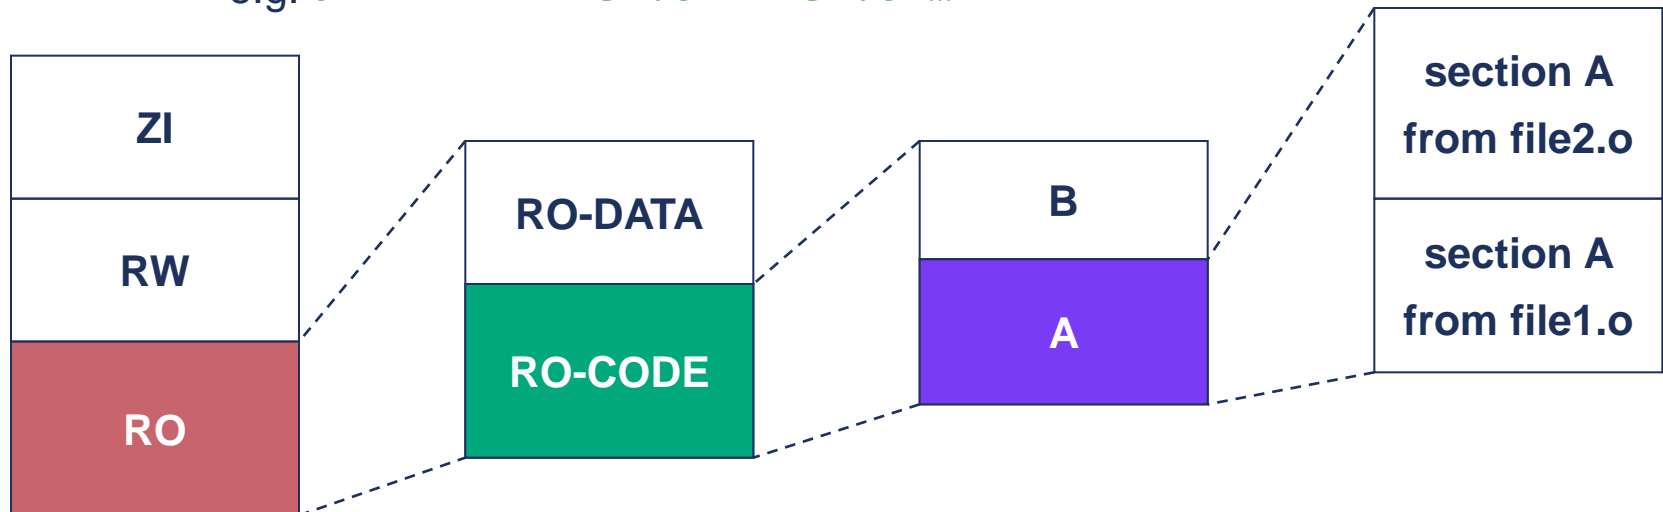 e.g.
ZI
RW
RO
RO-DATA
RO-CODE
B
A
section A
from file2.o
section A
from file1.o